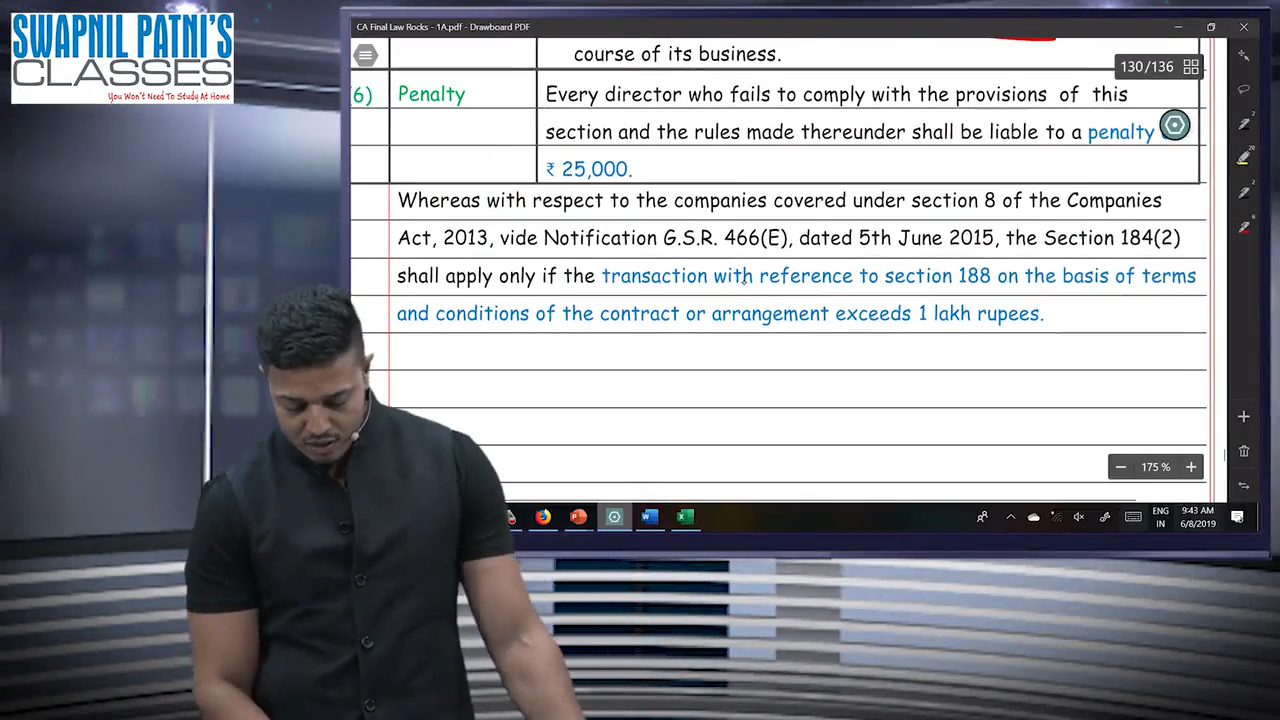 SWAPNIL PATNI'S
CLASSES
You Won't Need To Study At Home
CA Final Law Rocks - 1A.pdf - Drawboard PDF
130/136
course of its business.
6) Penalty Every director who fails to comply with the provisions of this
section and the rules made thereunder shall be liable to a penalty
₹ 25,000.
Whereas with respect to the companies covered under section 8 of the Companies
Act, 2013, vide Notification G.S.R. 466(E), dated 5th June 2015, the Section 184(2)
shall apply only if the transaction with reference to section 188 on the basis of terms
and conditions of the contract or arrangement exceeds 1 lakh rupees.
175 %
ENG
IN
9:43 AM
6/8/2019